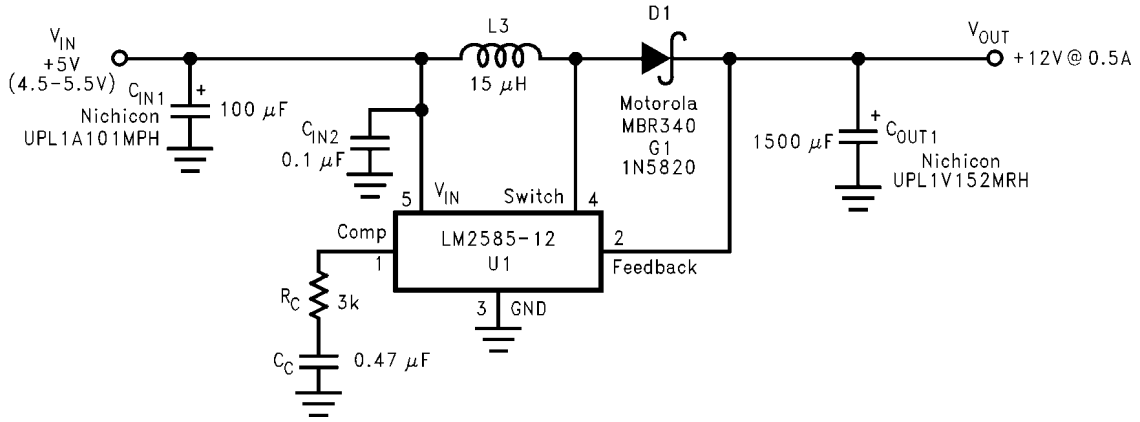 V_IN
+5V
(4.5–5.5V)
C_IN1
+
Nichicon
UPL1A101MPH
100 μF
C_IN2
0.1 μF
L3
15 μH
D1
Motorola
MBR340
G1
1N5820
V_OUT
+12V @ 0.5A
1500 μF
+
C_OUT1
Nichicon
UPL1V152MRH
5
V_IN
Switch
4
Comp
1
LM2585-12
U1
2
Feedback
3
GND
R_C
3k
C_C
0.47 μF